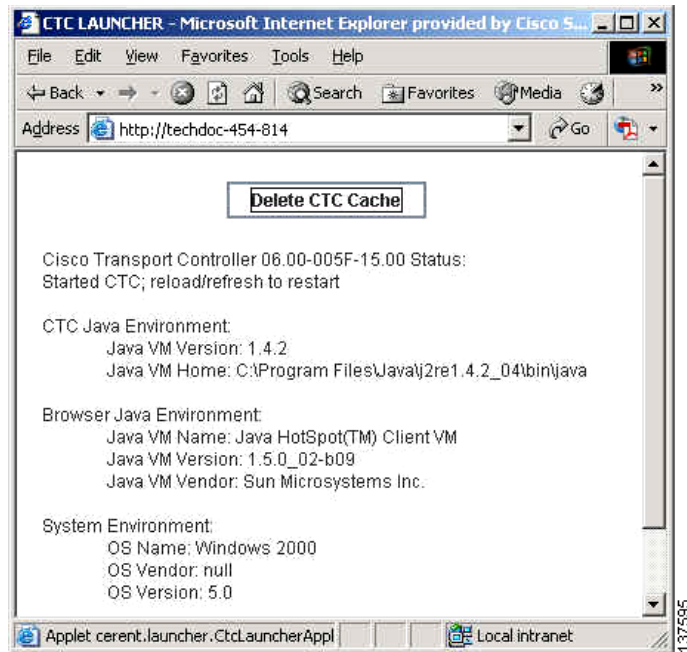 CTC LAUNCHER - Microsoft Internet Explorer provided by Cisco S...
File Edit View Favorites Tools Help
Back Search Favorites Media »
Address http://techdoc-454-814 Go
Delete CTC Cache
Cisco Transport Controller 06.00-005F-15.00 Status:
Started CTC; reload/refresh to restart
CTC Java Environment:
Java VM Version: 1.4.2
Java VM Home: C:\Program Files\Java\j2re1.4.2_04\bin\java
Browser Java Environment:
Java VM Name: Java HotSpot(TM) Client VM
Java VM Version: 1.5.0_02-b09
Java VM Vendor: Sun Microsystems Inc.
System Environment:
OS Name: Windows 2000
OS Vendor: null
OS Version: 5.0
Applet cerent.launcher.CtcLauncherAppl Local intranet
137595